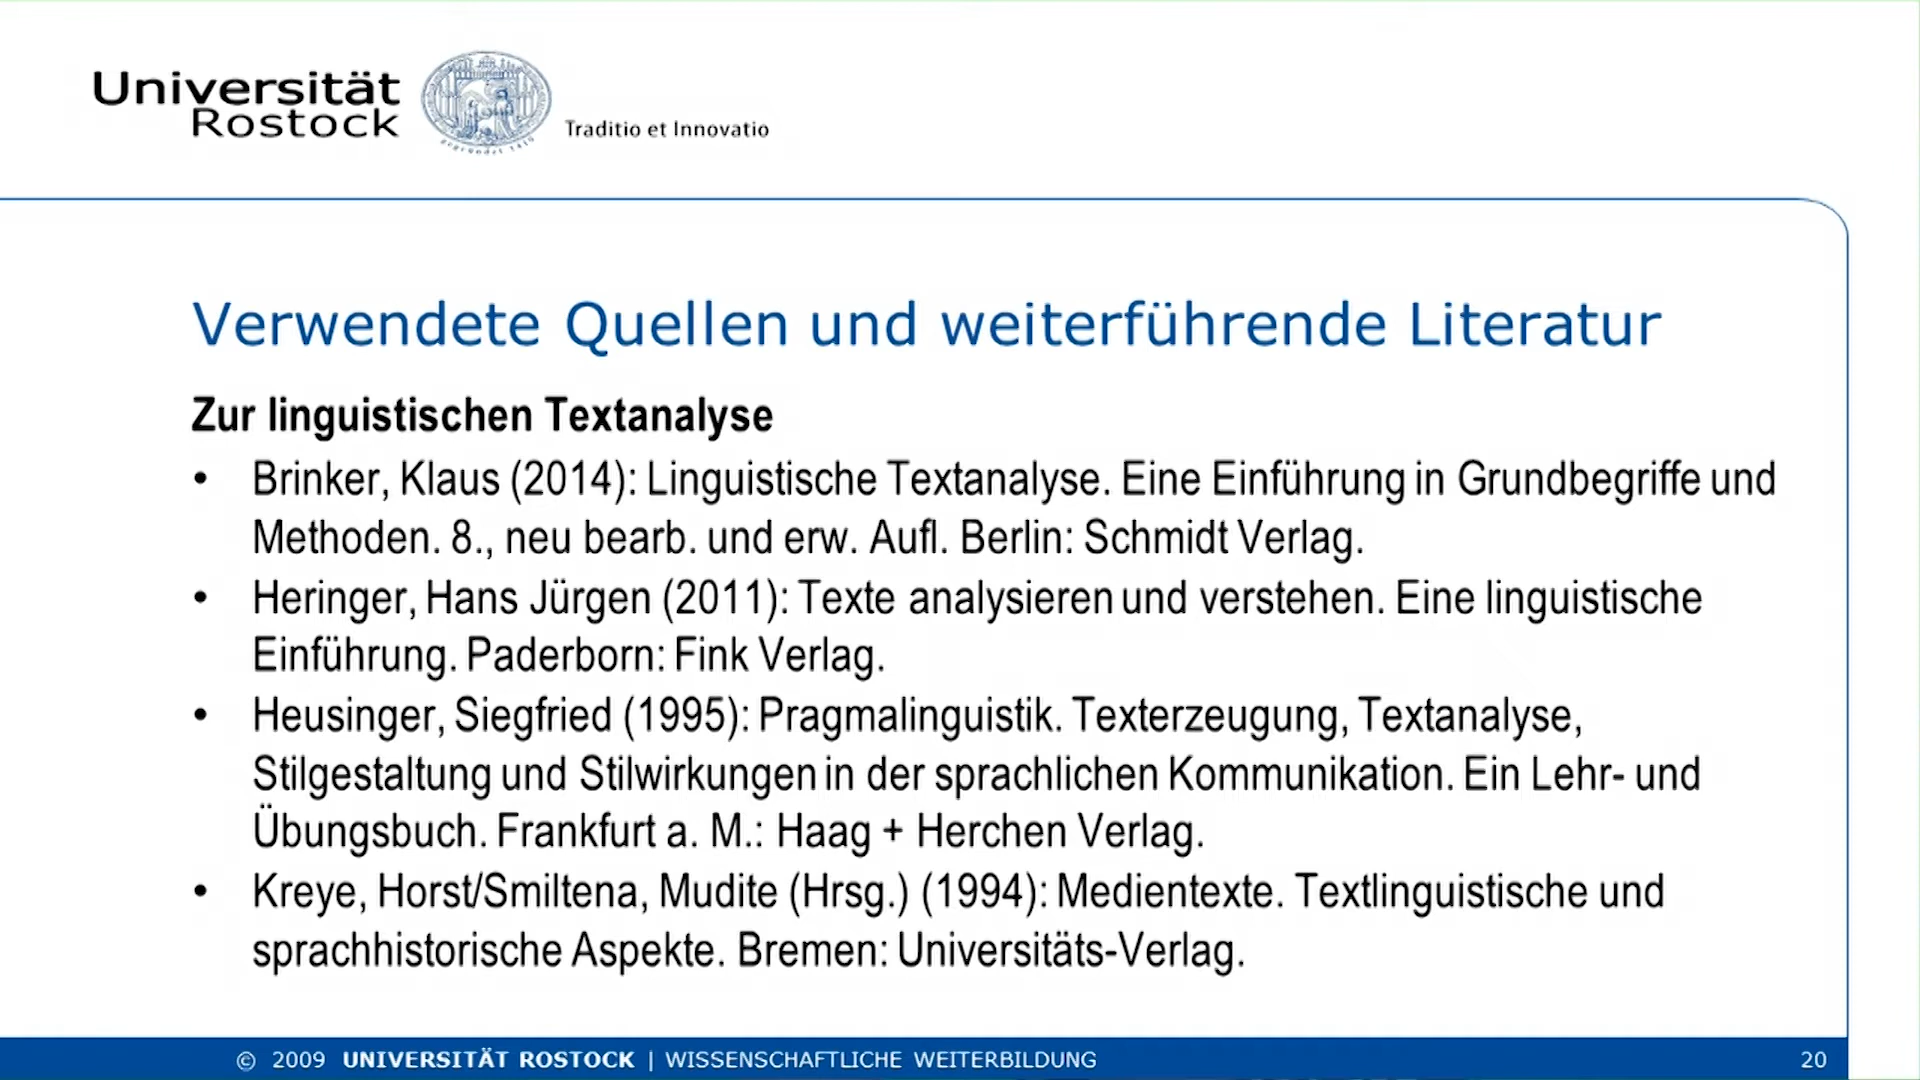 Universität
Rostock
gegründet 1419
Traditio et Innovatio
Verwendete Quellen und weiterführende Literatur
Zur linguistischen Textanalyse
• Brinker, Klaus (2014): Linguistische Textanalyse. Eine Einführung in Grundbegriffe und
Methoden. 8., neu bearb. und erw. Aufl. Berlin: Schmidt Verlag.
• Heringer, Hans Jürgen (2011): Texte analysieren und verstehen. Eine linguistische
Einführung. Paderborn: Fink Verlag.
• Heusinger, Siegfried (1995): Pragmalinguistik. Texterzeugung, Textanalyse,
Stilgestaltung und Stilwirkungen in der sprachlichen Kommunikation. Ein Lehr- und
Übungsbuch. Frankfurt a. M.: Haag + Herchen Verlag.
• Kreye, Horst/Smiltena, Mudite (Hrsg.) (1994): Medientexte. Textlinguistische und
sprachhistorische Aspekte. Bremen: Universitäts-Verlag.
© 2009 UNIVERSITÄT ROSTOCK | WISSENSCHAFTLICHE WEITERBILDUNG
20